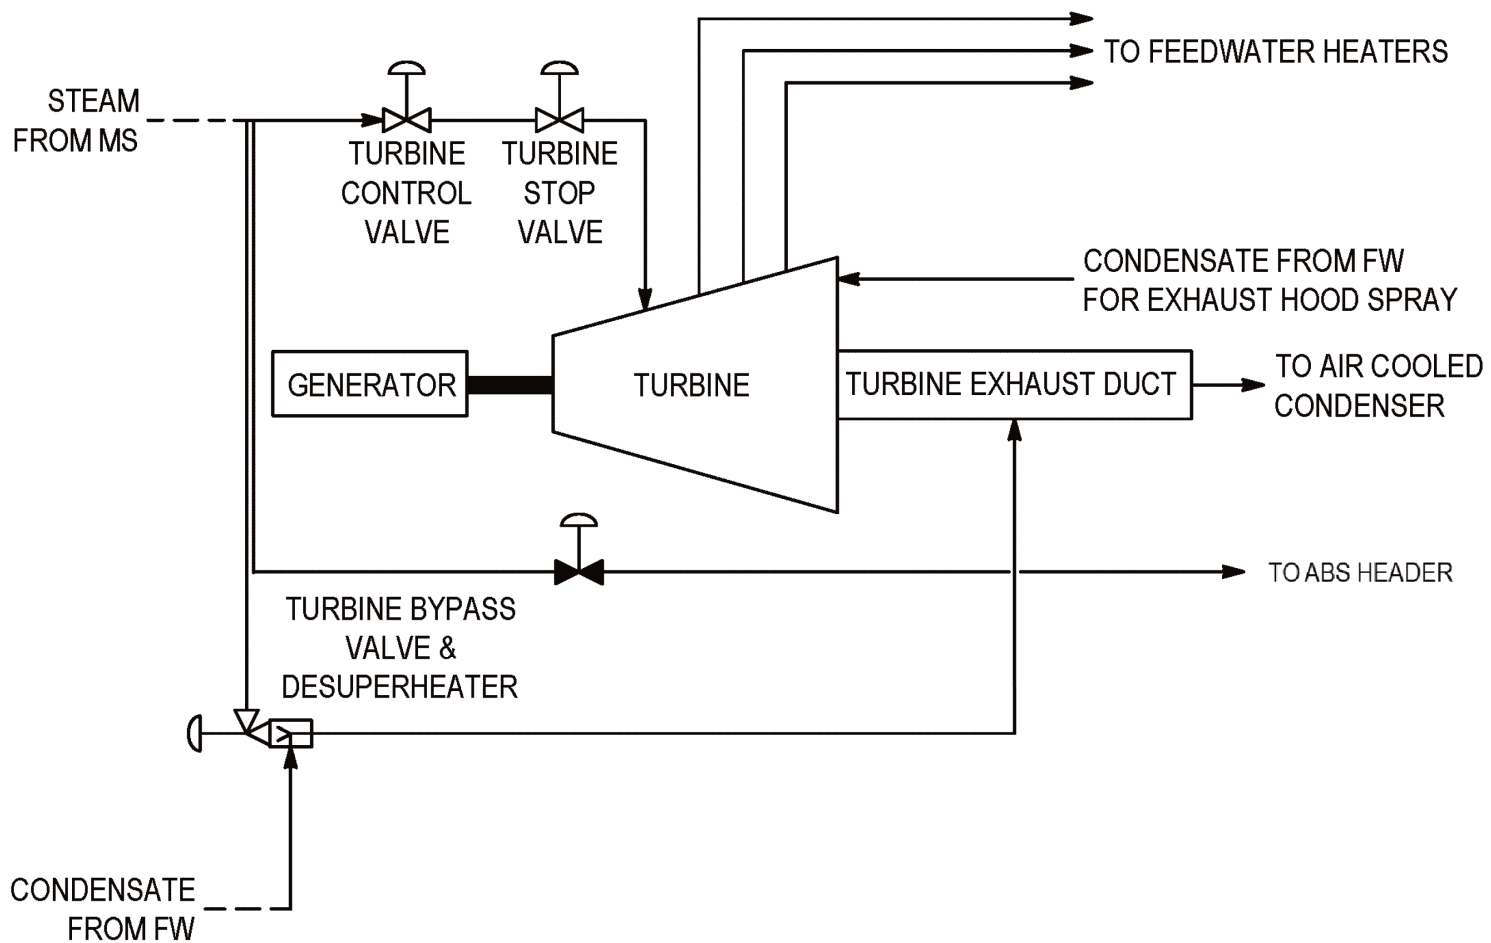 TO FEEDWATER HEATERS
STEAM
FROM MS
TURBINE
CONTROL
VALVE
TURBINE
STOP
VALVE
CONDENSATE FROM FW
FOR EXHAUST HOOD SPRAY
GENERATOR
TURBINE
TURBINE EXHAUST DUCT
TO AIR COOLED
CONDENSER
TO ABS HEADER
TURBINE BYPASS
VALVE &
DESUPERHEATER
CONDENSATE
FROM FW